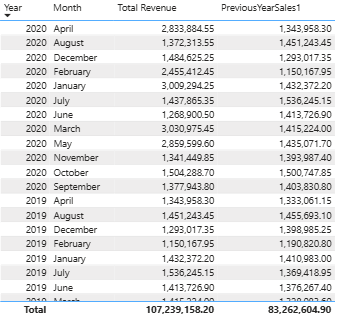 Year Month Total Revenue PreviousYearSales1
2020 April 2,833,884.55 1,343,958.30
2020 August 1,372,313.55 1,451,243.45
2020 December 1,484,625.25 1,293,017.35
2020 February 2,455,412.25 1,150,167.95
2020 January 3,009,294.25 1,432,372.20
2020 July 1,437,865.35 1,536,245.15
2020 June 1,268,900.50 1,413,726.90
2020 March 3,030,975.45 1,415,224.00
2020 May 2,859,599.60 1,435,071.70
2020 November 1,341,449.85 1,393,987.40
2020 October 1,504,288.70 1,500,747.85
2020 September 1,377,943.80 1,403,830.80
2019 April 1,343,958.30 1,333,061.15
2019 August 1,451,243.45 1,455,693.10
2019 December 1,293,017.35 1,398,985.25
2019 February 1,150,167.95 1,190,820.80
2019 January 1,432,372.20 1,410,983.00
2019 July 1,536,245.15 1,369,418.95
2019 June 1,413,726.90 1,376,267.40
2019 March
Total 107,239,158.20 83,262,604.90